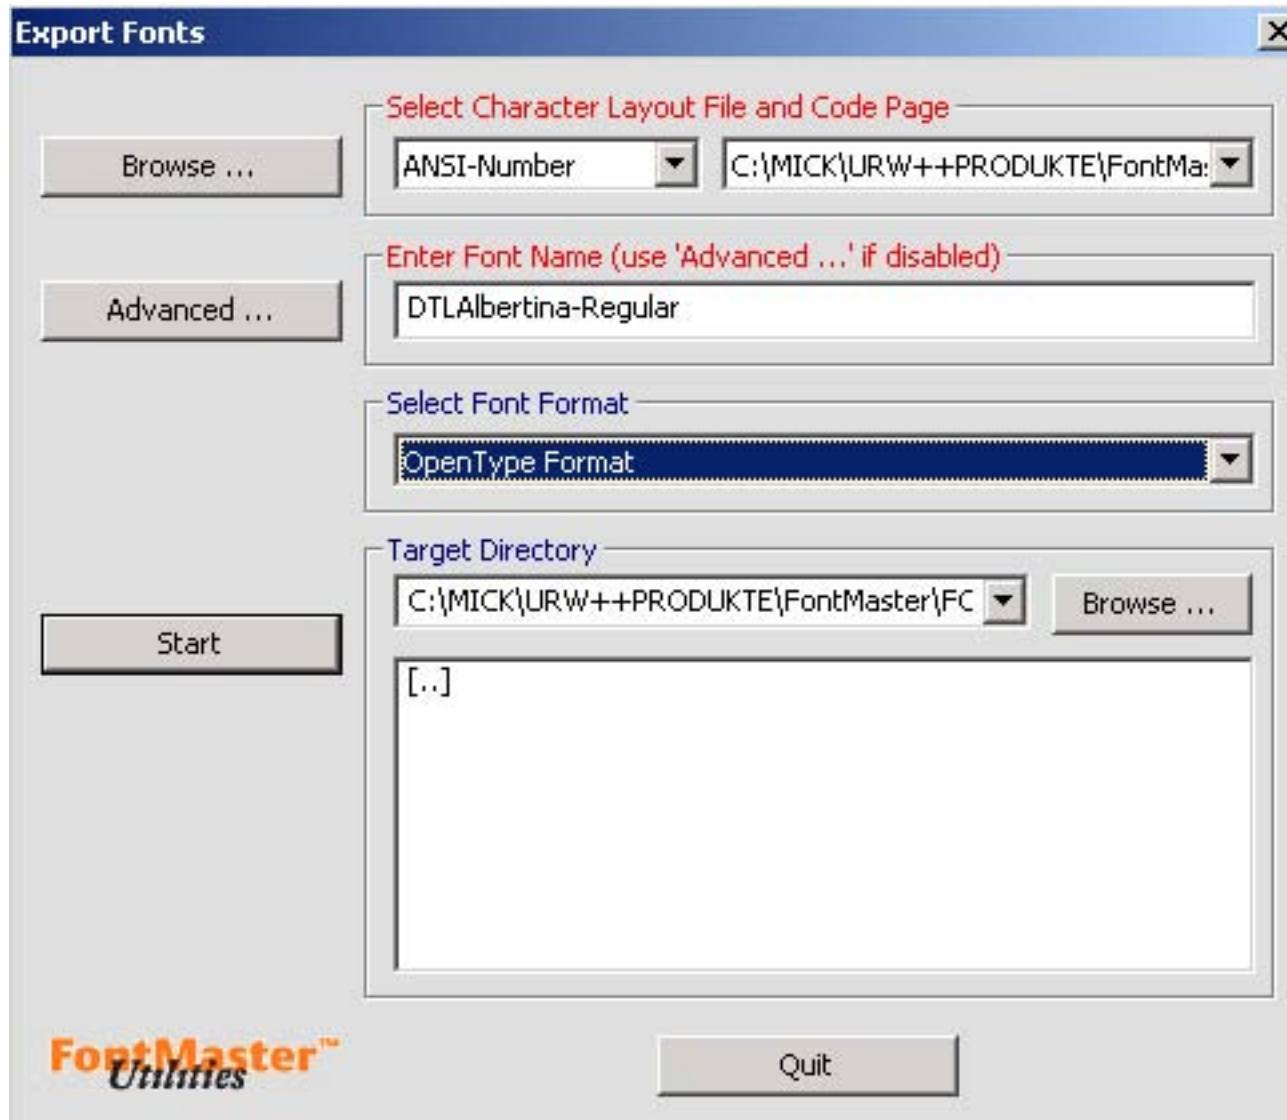 Export Fonts
Select Character Layout File and Code Page
Browse ...
ANSI-Number
C:\MICK\URW++PRODUKTE\FontMa
Enter Font Name (use 'Advanced ...' if disabled)
Advanced ...
DTLAlbertina-Regular
Select Font Format
OpenType Format
Target Directory
C:\MICK\URW++PRODUKTE\FontMaster\FC
Browse ...
Start
[..]
FontMaster™
Utilities
Quit